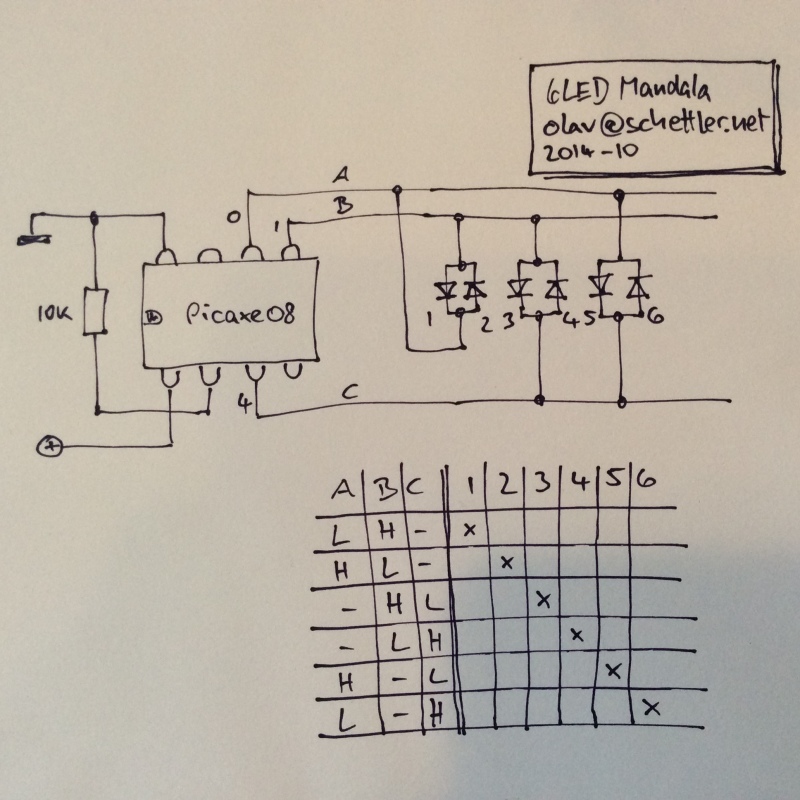 6LED Mandala
olav@schettler.net
2014-10
A
B
0
1
10K
Picaxe08
1 2 3 4 5 6
4
C
+
A B C 1 2 3 4 5 6
L H - x
H L - x
- H L x
- L H x
H - L x
L - H x